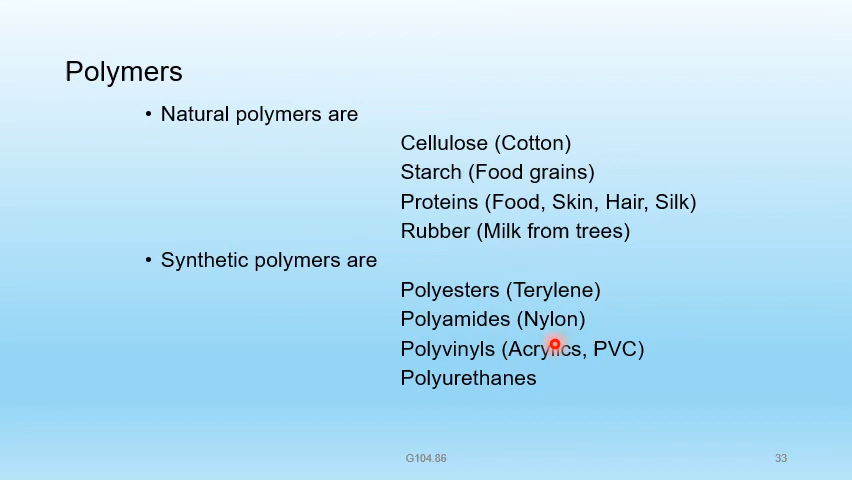 Polymers
• Natural polymers are
Cellulose (Cotton)
Starch (Food grains)
Proteins (Food, Skin, Hair, Silk)
Rubber (Milk from trees)
• Synthetic polymers are
Polyesters (Terylene)
Polyamides (Nylon)
Polyvinyls (Acrylics, PVC)
Polyurethanes
G104.86
33